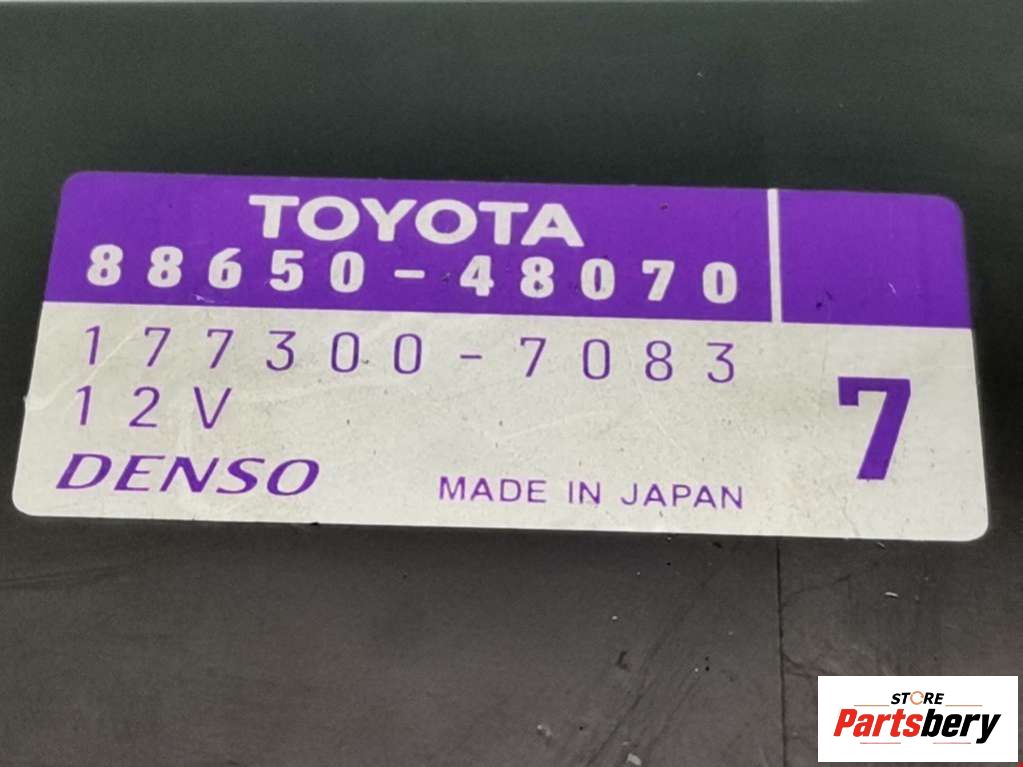 TOYOTA
88650-48070
177300-7083
12V
7
DENSO
MADE IN JAPAN
STORE
Partsbery